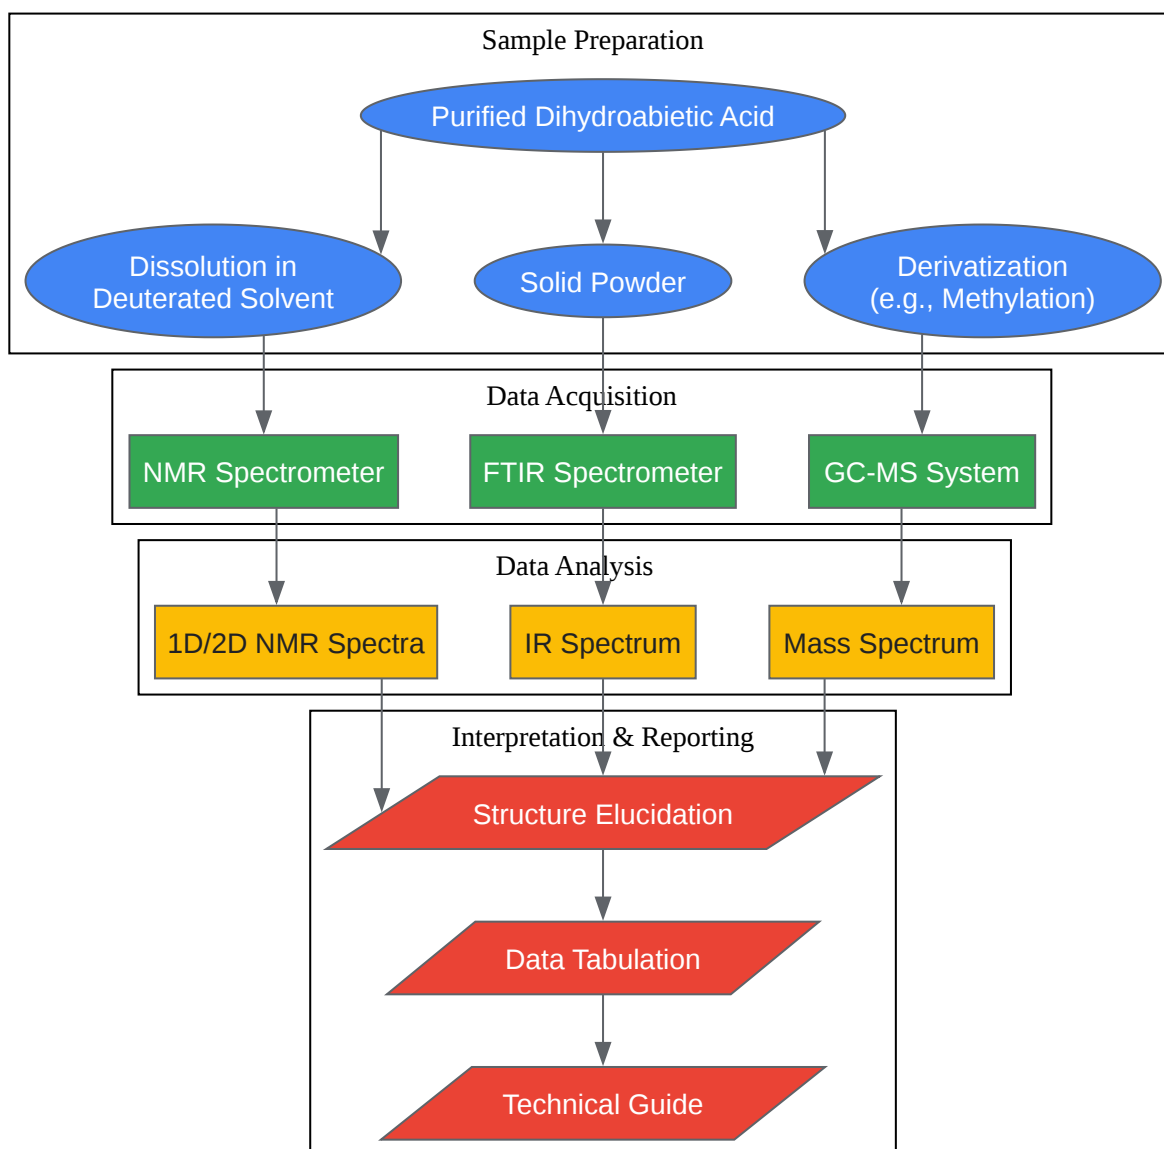 Sample Preparation
Purified Dihydroabietic Acid
Dissolution in
Deuterated Solvent
Solid Powder
Derivatization
(e.g., Methylation)
Data Acquisition
NMR Spectrometer
FTIR Spectrometer
GC-MS System
Data Analysis
1D/2D NMR Spectra
IR Spectrum
Mass Spectrum
Interpretation & Reporting
Structure Elucidation
Data Tabulation
Technical Guide